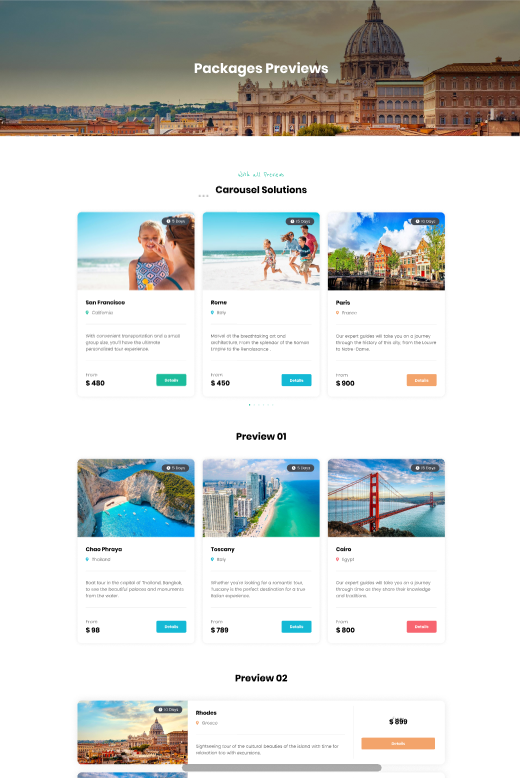 Packages Previews
With all Preview
Carousel Solutions
5 Days
San Francisco
California
With convenient transportation and a small
group size, you'll have the ultimate
personalized tour experience.
From
$ 480
Details
15 Days
Rome
Italy
Marvel at the breathtaking art and
architecture. From the splendor of the Roman
Empire to the Renaissance
From
$ 450
Details
10 Days
Paris
France
Our expert guides will take you on a journey
through the history of this city, from the Louvre
to Notre-Dame.
From
$ 900
Details
Preview 01
5 Days
Chao Phraya
Thailand
Boat tour in the capital of Thailand, Bangkok,
to see the beautiful palaces and monuments
from the water.
From
$ 98
Details
5 Days
Toscany
Italy
Whether you're looking for a romantic tour,
Tuscany is the perfect destination for a true
Italian experience.
From
$ 789
Details
15 Days
Cairo
Egypt
Our expert guides will take you on a journey
through time as they share their knowledge
and traditions.
From
$ 800
Details
Preview 02
10 Days
Rhodes
Greece
Sightseeing tour of the cultural beauties of the island with time for
relaxation too with excursions.
$ 899
Details